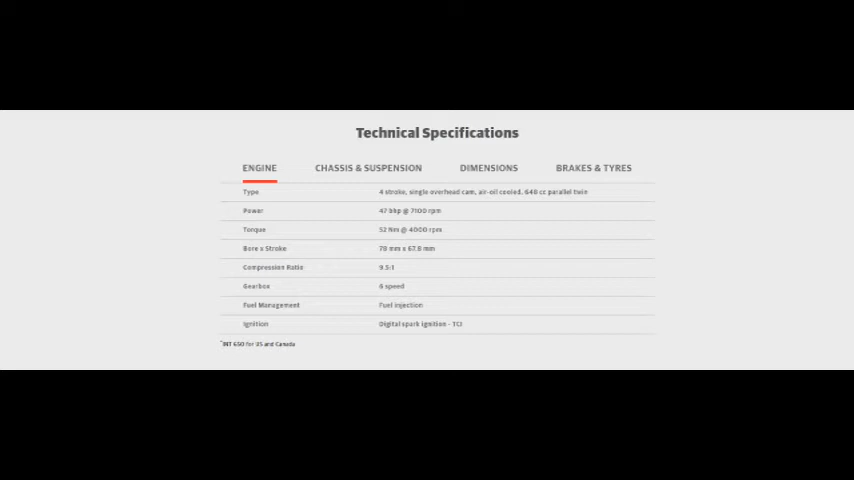 Technical Specifications
ENGINE CHASSIS & SUSPENSION DIMENSIONS BRAKES & TYRES
Type 4 stroke, single overhead cam, air-oil cooled, 648 cc parallel twin
Power 47 bhp @ 7100 rpm
Torque 52 Nm @ 4000 rpm
Bore x Stroke 78 mm x 67.8 mm
Compression Ratio 9.5:1
Gearbox 6 speed
Fuel Management Fuel injection
Ignition Digital spark ignition - TCI
*INT 650 for US and Canada